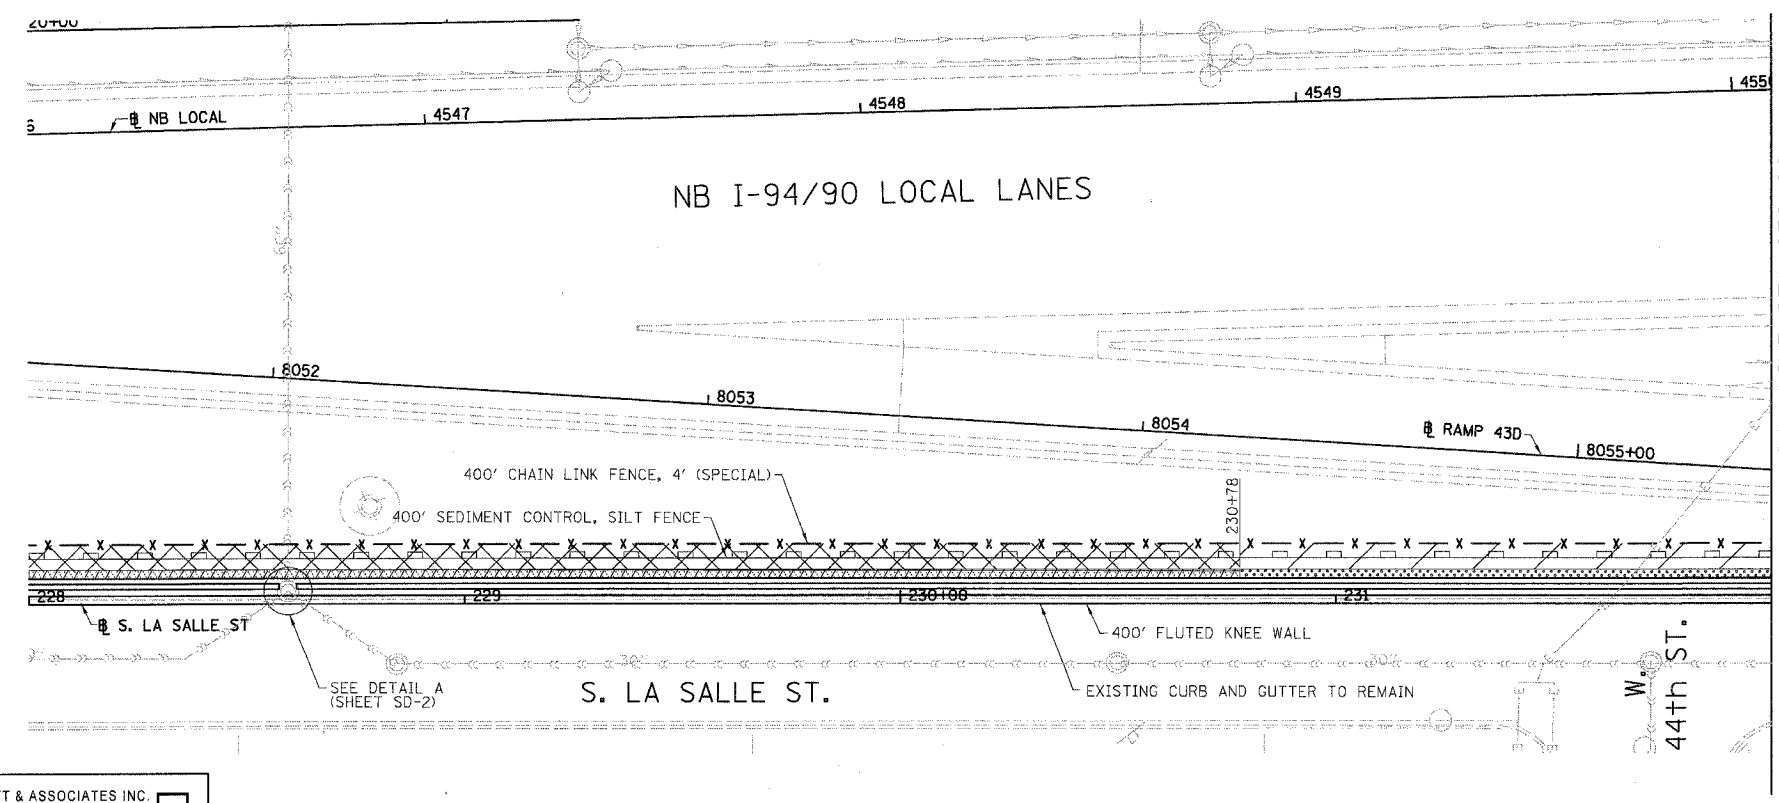 20+00
4547
4548
4549
4550
℄ NB LOCAL
NB I-94/90 LOCAL LANES
8052
8053
8054
8055+00
℄ RAMP 43D
400' CHAIN LINK FENCE, 4' (SPECIAL)
400' SEDIMENT CONTROL, SILT FENCE
230+78
228
229
230+00
231
℄ S. LA SALLE ST
400' FLUTED KNEE WALL
30"
30"
SEE DETAIL A
(SHEET SD-2)
S. LA SALLE ST.
EXISTING CURB AND GUTTER TO REMAIN
W.
44th ST.
& ASSOCIATES INC.